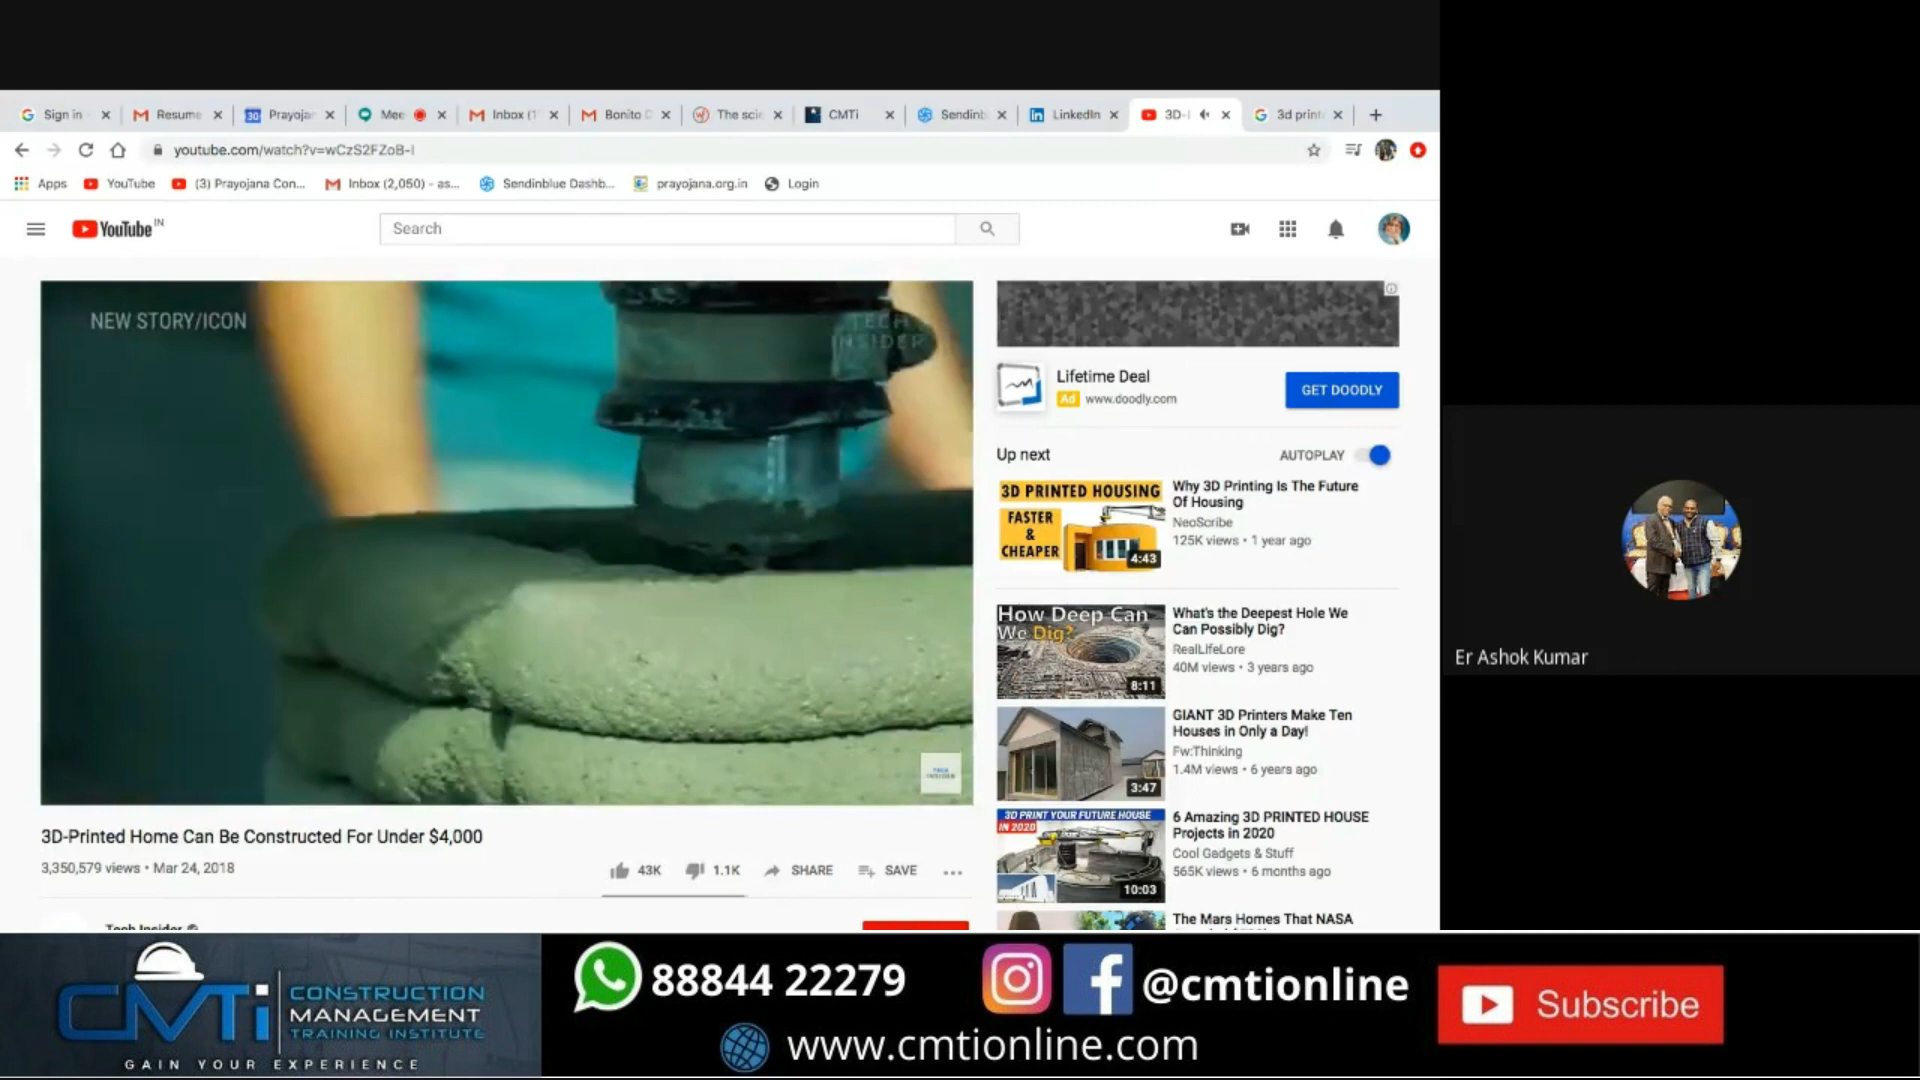 Sign in
Resume
Prayojan
Mee
Inbox (1
Bonito D
The scie
CMTi
Sendinb
LinkedIn
3D-
3d print
youtube.com/watch?v=wCzS2FZoB-I
Apps
YouTube
(3) Prayojana Con...
Inbox (2,050) - as...
Sendinblue Dashb...
prayojana.org.in
Login
YouTube IN
Search
NEW STORY/ICON
TECH
INSIDER
TECH
INSIDER
3D-Printed Home Can Be Constructed For Under $4,000
3,350,579 views • Mar 24, 2018
43K
1.1K
SHARE
SAVE
Tech Insider
Lifetime Deal
Ad www.doodly.com
GET DOODLY
Up next
AUTOPLAY
3D PRINTED HOUSING
FASTER
&
CHEAPER
4:43
Why 3D Printing Is The Future
Of Housing
NeoScribe
125K views • 1 year ago
How Deep Can
We Dig?
8:11
What's the Deepest Hole We
Can Possibly Dig?
RealLifeLore
40M views • 3 years ago
3:47
GIANT 3D Printers Make Ten
Houses in Only a Day!
Fw:Thinking
1.4M views • 6 years ago
3D PRINT YOUR FUTURE HOUSE
IN 2020
10:03
6 Amazing 3D PRINTED HOUSE
Projects in 2020
Cool Gadgets & Stuff
565K views • 6 months ago
The Mars Homes That NASA
Er Ashok Kumar
CMTi
CONSTRUCTION
MANAGEMENT
TRAINING INSTITUTE
GAIN YOUR EXPERIENCE
88844 22279
@cmtionline
www.cmtionline.com
Subscribe